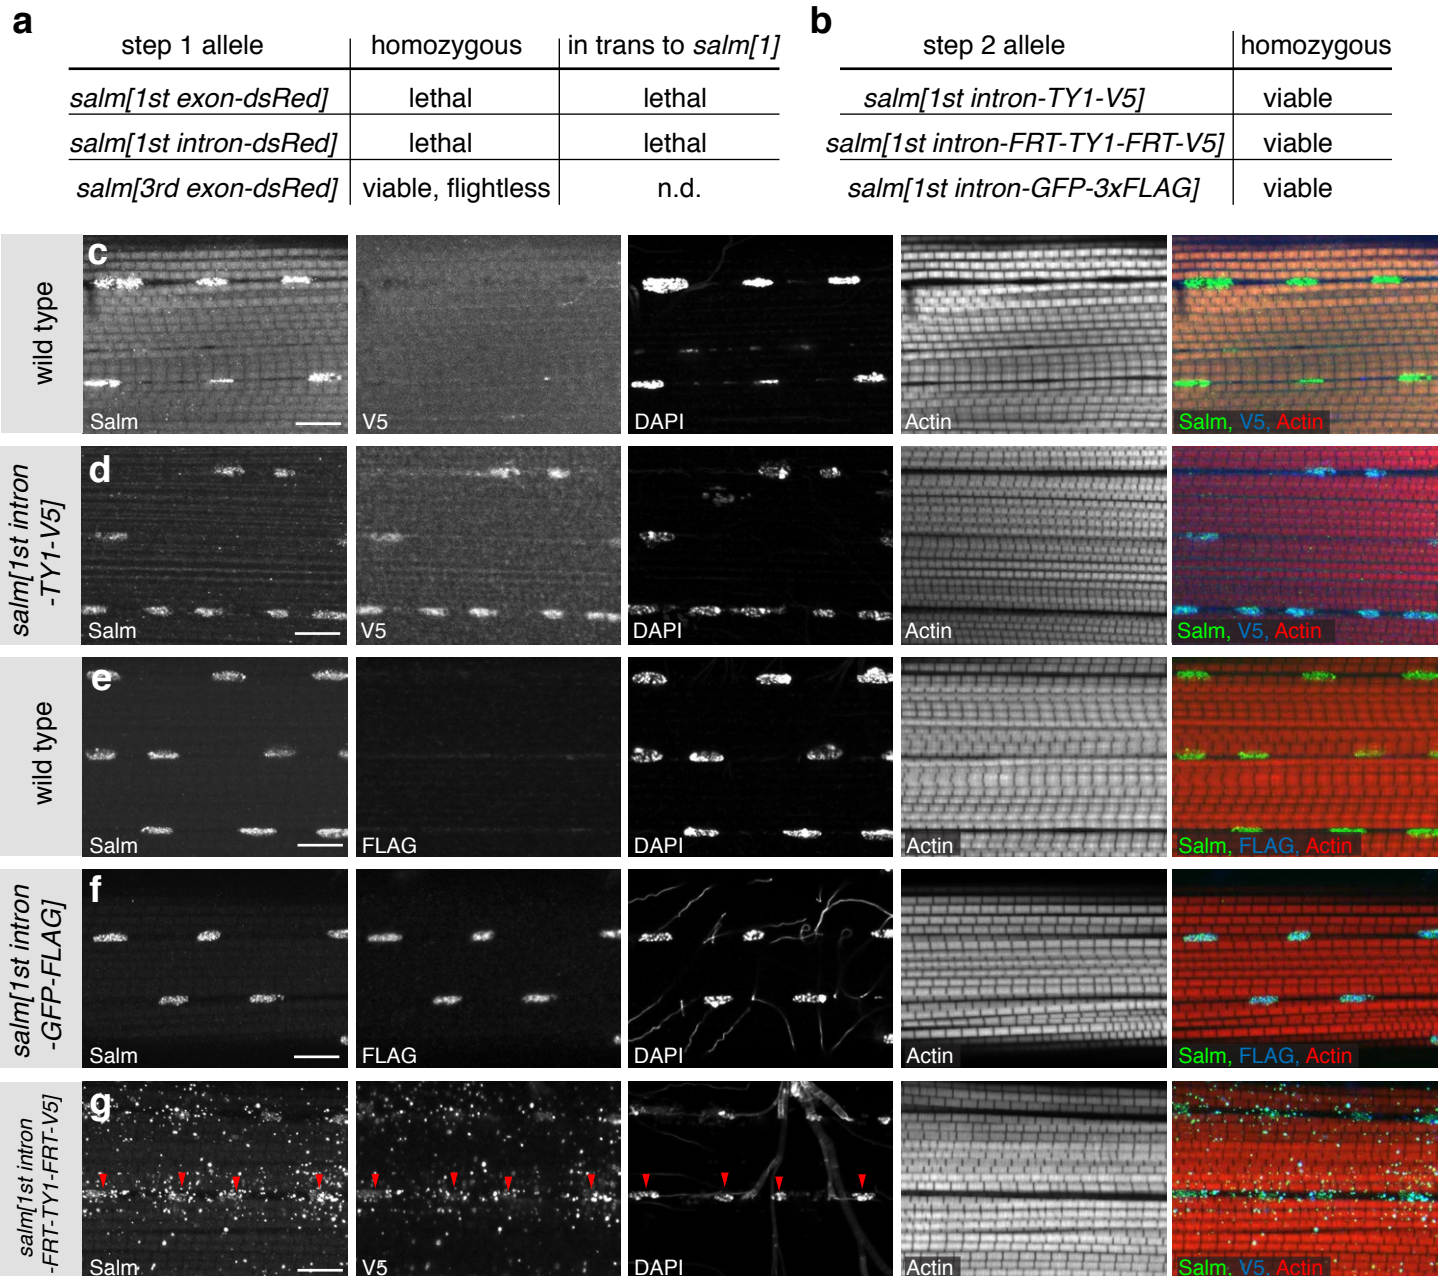 a
step 1 allele homozygous in trans to salm[1]
salm[1st exon-dsRed] lethal lethal
salm[1st intron-dsRed] lethal lethal
salm[3rd exon-dsRed] viable, flightless n.d.
b
step 2 allele homozygous
salm[1st intron-TY1-V5] viable
salm[1st intron-FRT-TY1-FRT-V5] viable
salm[1st intron-GFP-3xFLAG] viable
wild type
c
Salm
V5
DAPI
Actin
Salm, V5, Actin
salm[1st intron
-TY1-V5]
d
Salm
V5
DAPI
Actin
Salm, V5, Actin
wild type
e
Salm
FLAG
DAPI
Actin
Salm, FLAG, Actin
salm[1st intron
-GFP-FLAG]
f
Salm
FLAG
DAPI
Actin
Salm, FLAG, Actin
salm[1st intron
-FRT-TY1-FRT-V5]
g
Salm
V5
DAPI
Actin
Salm, V5, Actin